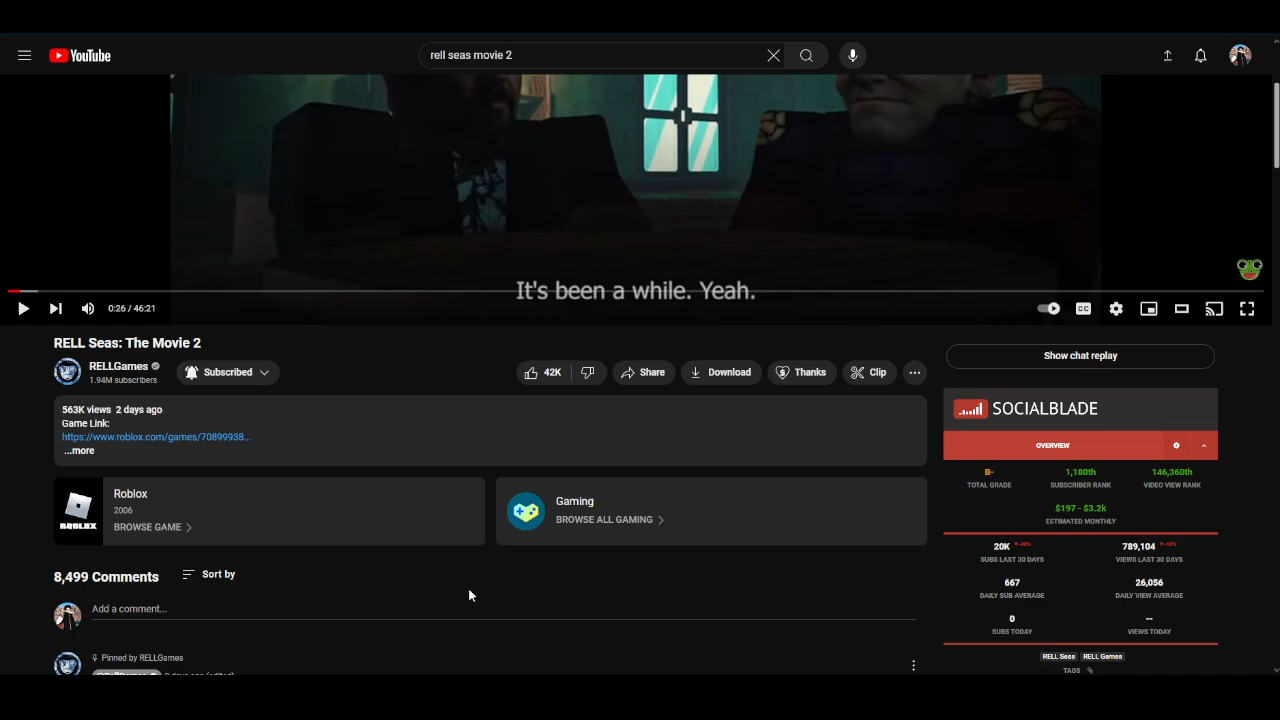 YouTube
rell seas movie 2
It's been a while. Yeah.
0:26 / 46:21
CC
RELL Seas: The Movie 2
RELLGames
1.94M subscribers
Subscribed
42K
Share
Download
Thanks
Clip
Show chat replay
563K views 2 days ago
Game Link:
https://www.roblox.com/games/70899938...
...more
SOCIALBLADE
OVERVIEW
B-
TOTAL GRADE
1,180th
SUBSCRIBER RANK
146,360th
VIDEO VIEW RANK
$197 - $3.2k
ESTIMATED MONTHLY
ROBLOX
Roblox
2006
BROWSE GAME
Gaming
BROWSE ALL GAMING
20K
SUBS LAST 30 DAYS
789,104
VIEWS LAST 30 DAYS
667
DAILY SUB AVERAGE
26,056
DAILY VIEW AVERAGE
0
SUBS TODAY
--
VIEWS TODAY
8,499 Comments
Sort by
Add a comment...
Pinned by RELLGames
RELL Seas
RELL Games
TAGS